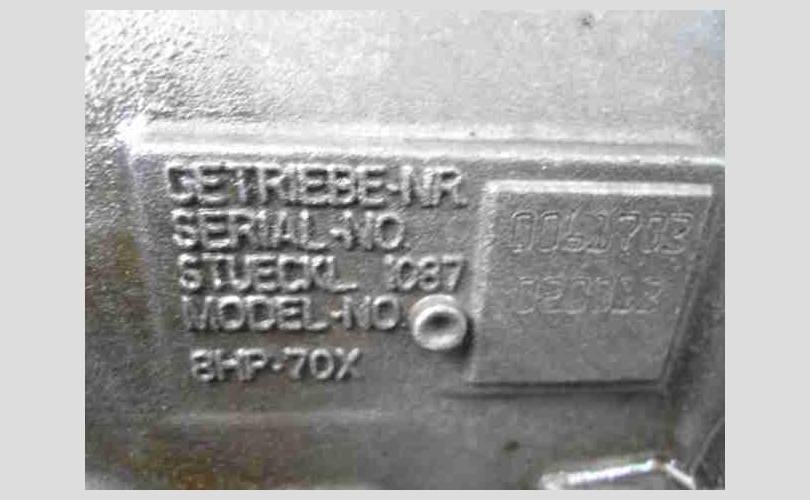 GETRIEBE-NR.
SERIAL-NO.
STUECKL. 1087
MODEL-NO.
8HP-70X